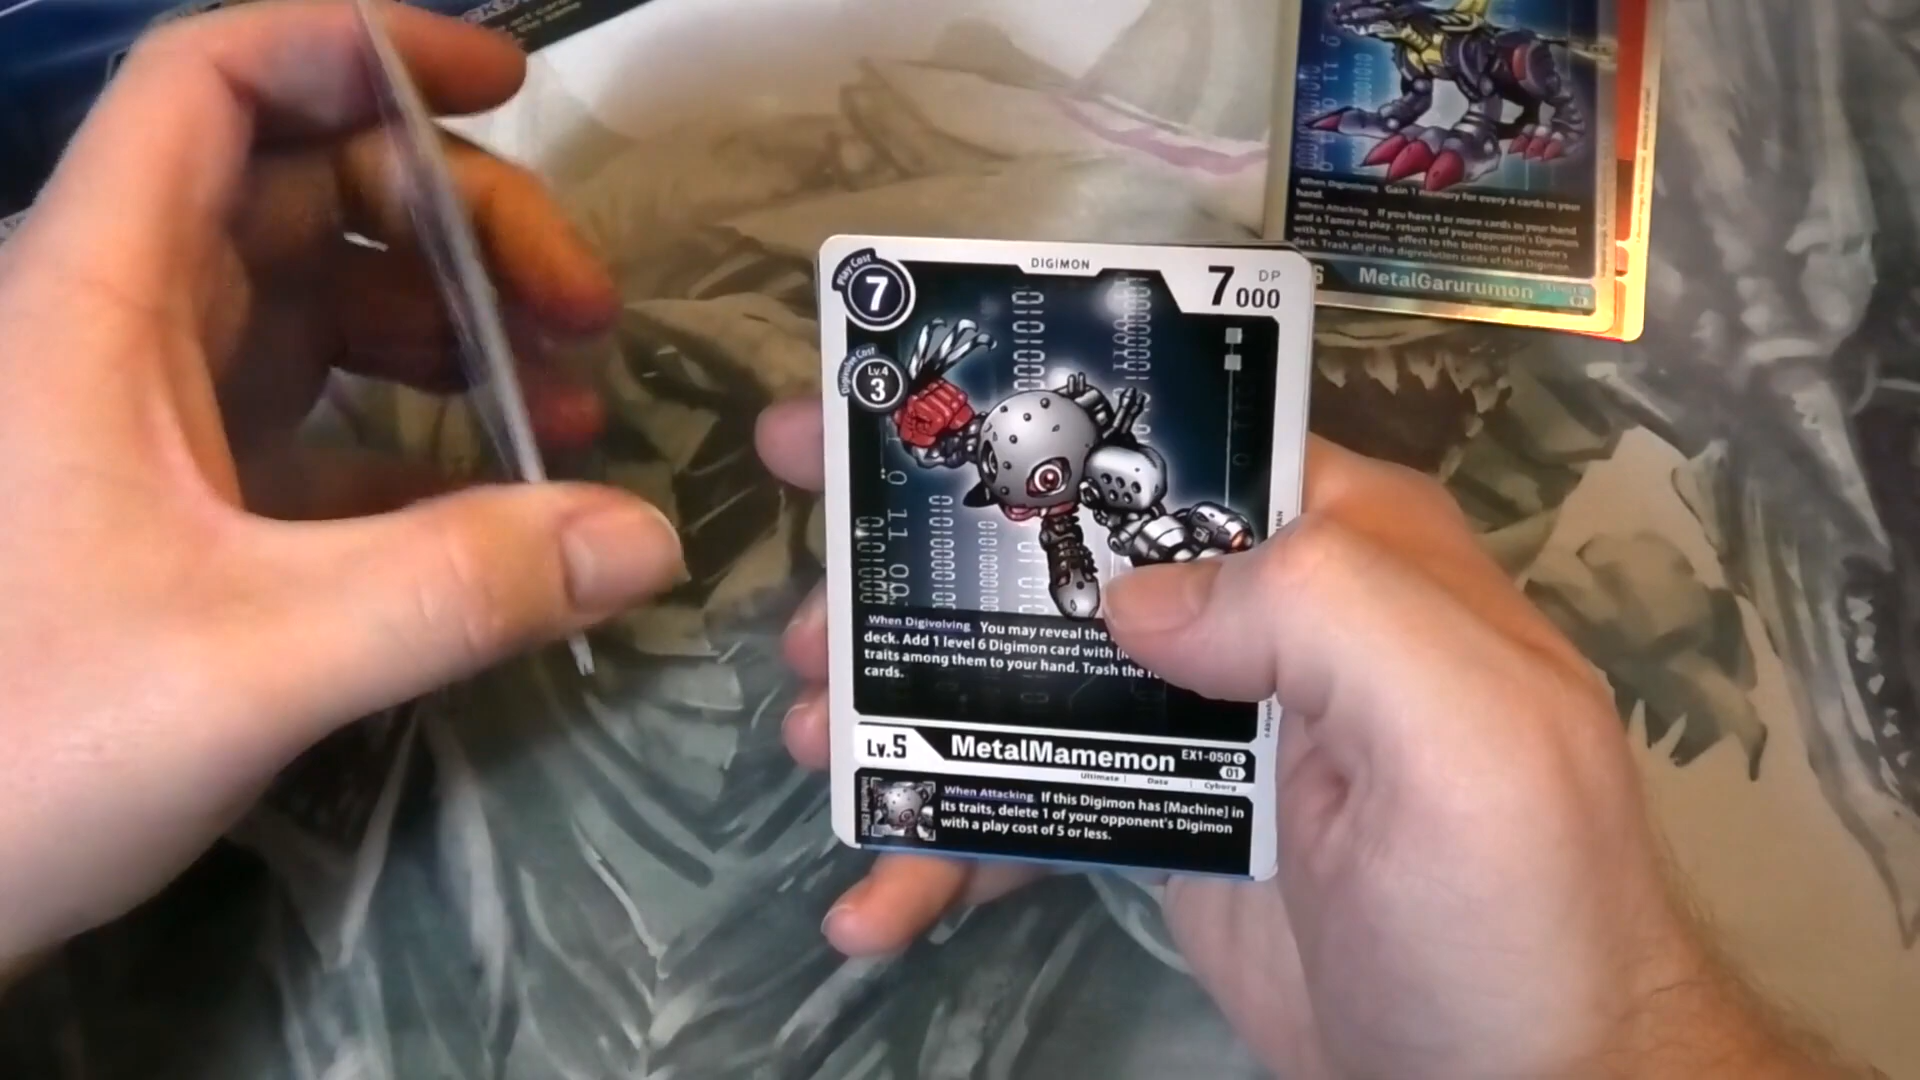 When Digivolving Gain 1 memory for every 4 cards in your
hand.
When Attacking If you have 8 or more cards in your hand
and a Tamer in play, return 1 of your opponent's Digimon
with an On Deletion effect to the bottom of its owner's
deck. Trash all of the digivolution cards of that Digimon.
MetalGarurumon
DIGIMON
Play Cost
7
7000
DP
Digivolve Cost
Lv.4
3
When Digivolving You may reveal the
deck. Add 1 level 6 Digimon card with
traits among them to your hand. Trash the
cards.
Lv.5
MetalMamemon
EX1-050 C
01
Ultimate | Data | Cyborg
Inherited Effect
When Attacking If this Digimon has [Machine] in
its traits, delete 1 of your opponent's Digimon
with a play cost of 5 or less.